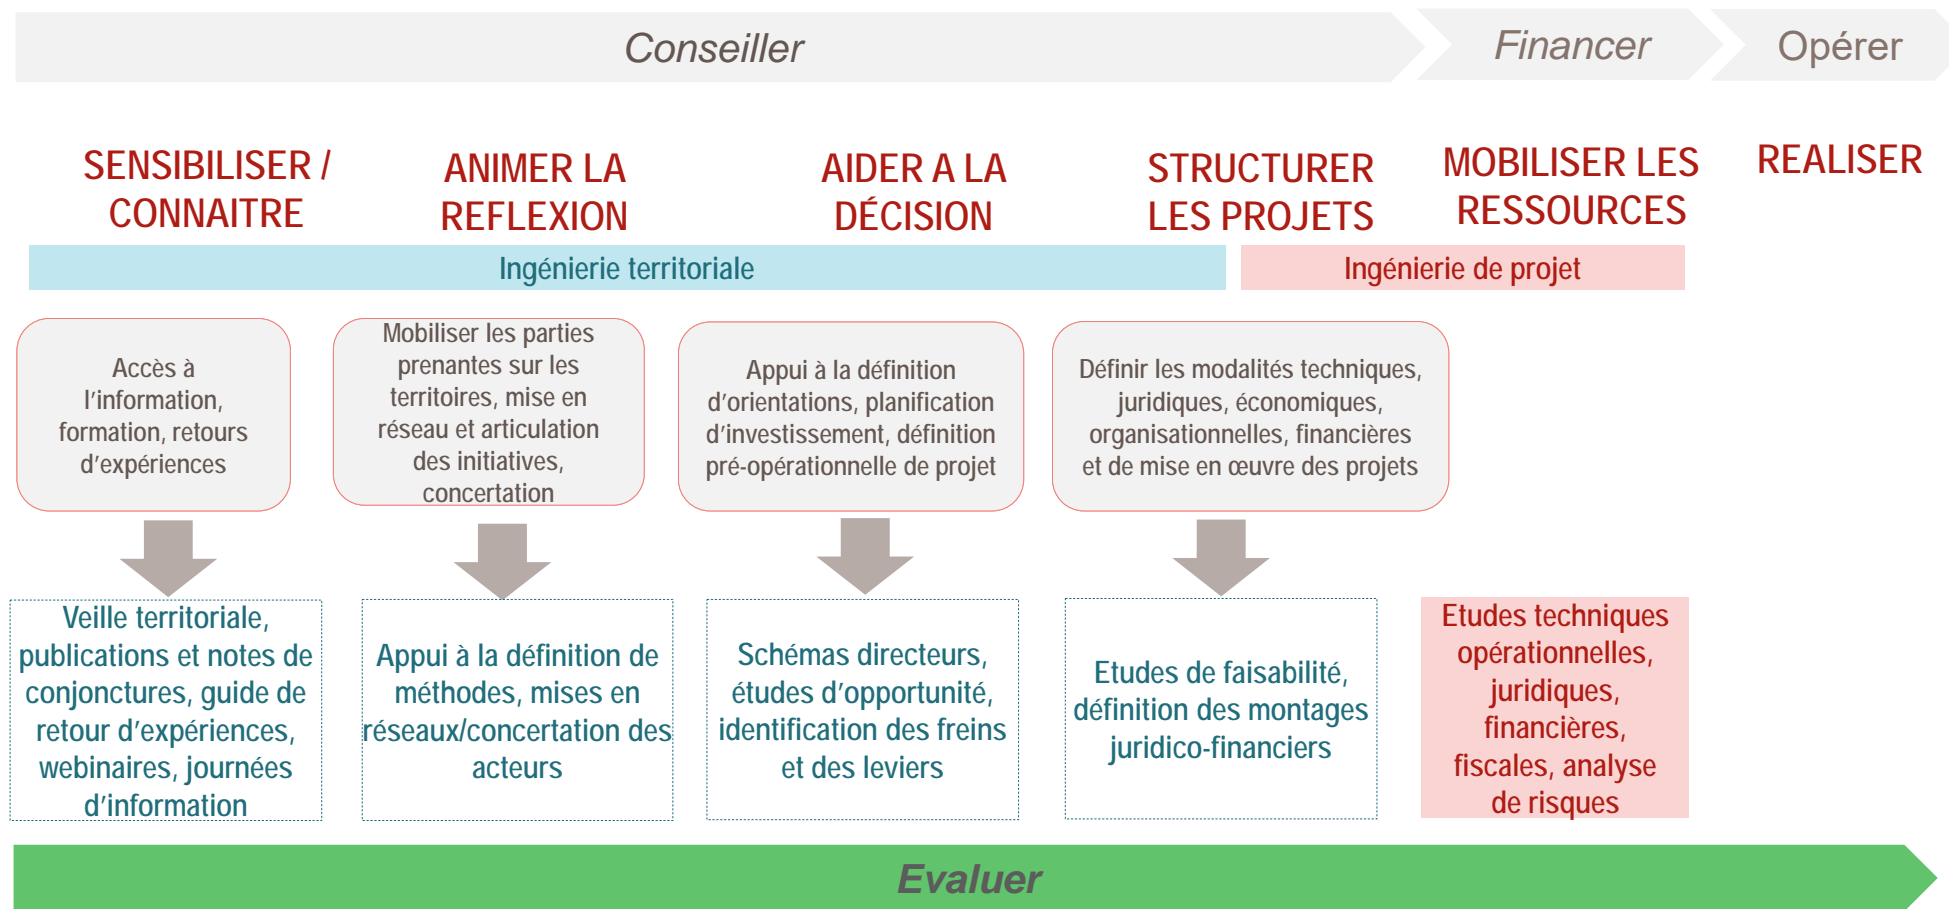 Conseiller
Financer
Opérer
SENSIBILISER /
CONNAITRE
ANIMER LA
REFLEXION
AIDER A LA
DÉCISION
STRUCTURER
LES PROJETS
MOBILISER LES
RESSOURCES
REALISER
Ingénierie territoriale
Ingénierie de projet
Accès à
l'information,
formation, retours
d'expériences
Mobiliser les parties
prenantes sur les
territoires, mise en
réseau et articulation
des initiatives,
concertation
Appui à la définition
d'orientations, planification
d'investissement, définition
pré-opérationnelle de projet
Définir les modalités techniques,
juridiques, économiques,
organisationnelles, financières
et de mise en œuvre des projets
Veille territoriale,
publications et notes de
conjonctures, guide de
retour d'expériences,
webinaires, journées
d'information
Appui à la définition de
méthodes, mises en
réseaux/concertation des
acteurs
Schémas directeurs,
études d'opportunité,
identification des freins
et des leviers
Etudes de faisabilité,
définition des montages
juridico-financiers
Etudes techniques
opérationnelles,
juridiques,
financières,
fiscales, analyse
de risques
Evaluer